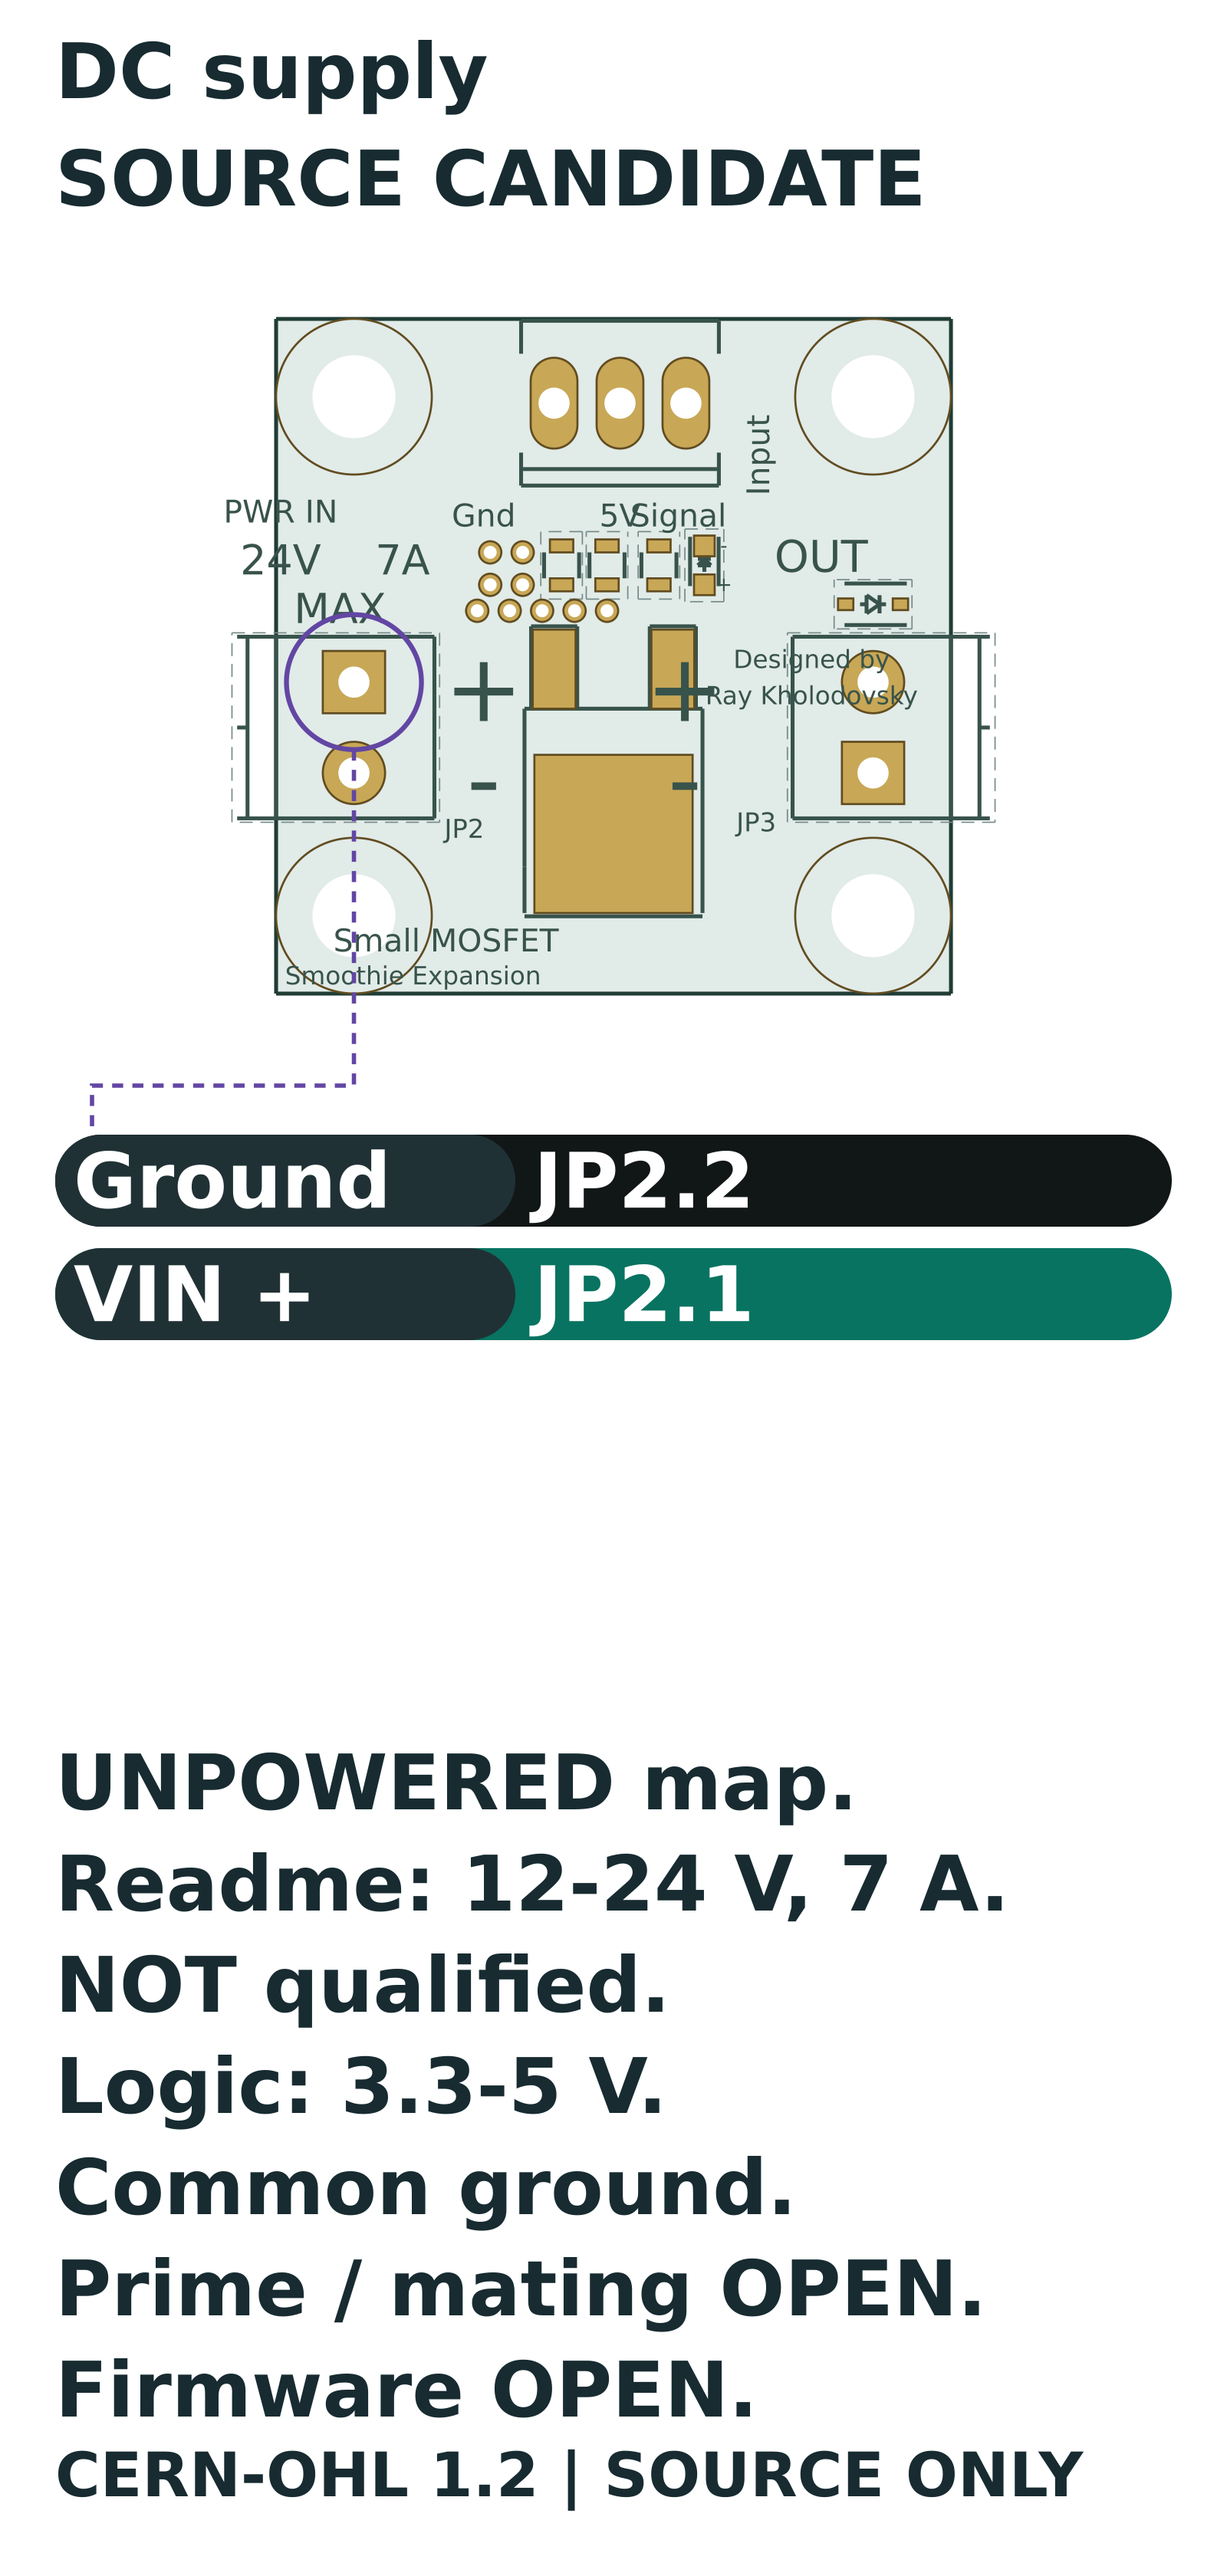 DC supply
SOURCE CANDIDATE
Input
PWR IN
Gnd
5V
Signal
24V 7A
OUT
MAX
-
+
Designed by
+
+
Ray Kholodovsky
-
-
JP2
JP3
Small MOSFET
Smoothie Expansion
Ground JP2.2
VIN + JP2.1
UNPOWERED map.
Readme: 12-24 V, 7 A.
NOT qualified.
Logic: 3.3-5 V.
Common ground.
Prime / mating OPEN.
Firmware OPEN.
CERN-OHL 1.2 | SOURCE ONLY